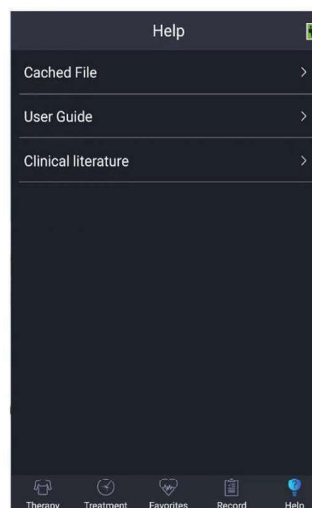 Help
Cached File
User Guide
Clinical literature
Therapy Treatment Favorites Record Help